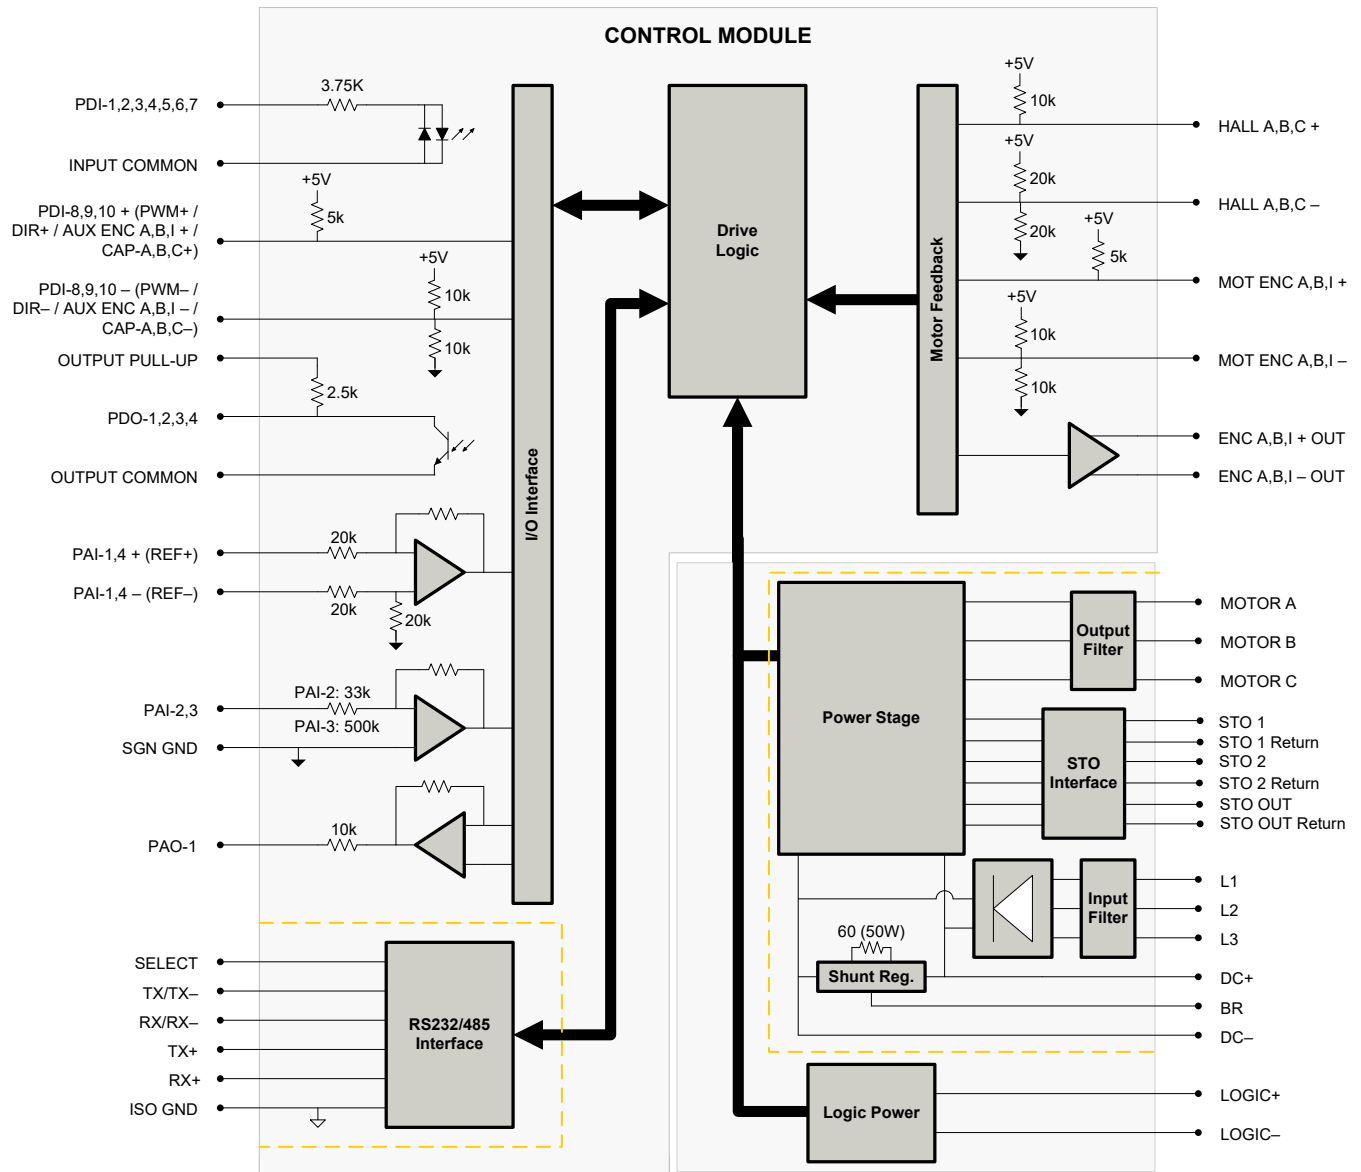 CONTROL MODULE
PDI-1,2,3,4,5,6,7
3.75K
INPUT COMMON
+5V
5k
PDI-8,9,10 + (PWM+ /
DIR+ / AUX ENC A,B,I + /
CAP-A,B,C+)
+5V
10k
PDI-8,9,10 – (PWM– /
DIR– / AUX ENC A,B,I – /
CAP-A,B,C–)
10k
OUTPUT PULL-UP
2.5k
PDO-1,2,3,4
OUTPUT COMMON
PAI-1,4 + (REF+)
20k
PAI-1,4 – (REF–)
20k
20k
PAI-2: 33k
PAI-2,3
PAI-3: 500k
SGN GND
PAO-1
10k
I/O Interface
SELECT
TX/TX–
RX/RX–
TX+
RX+
ISO GND
RS232/485
Interface
Drive
Logic
Motor Feedback
+5V
10k
HALL A,B,C +
+5V
20k
HALL A,B,C –
20k
+5V
5k
MOT ENC A,B,I +
+5V
10k
MOT ENC A,B,I –
10k
ENC A,B,I + OUT
ENC A,B,I – OUT
Power Stage
Output
Filter
MOTOR A
MOTOR B
MOTOR C
STO
Interface
STO 1
STO 1 Return
STO 2
STO 2 Return
STO OUT
STO OUT Return
Input
Filter
L1
L2
L3
60 (50W)
Shunt Reg.
DC+
BR
DC–
Logic Power
LOGIC+
LOGIC–